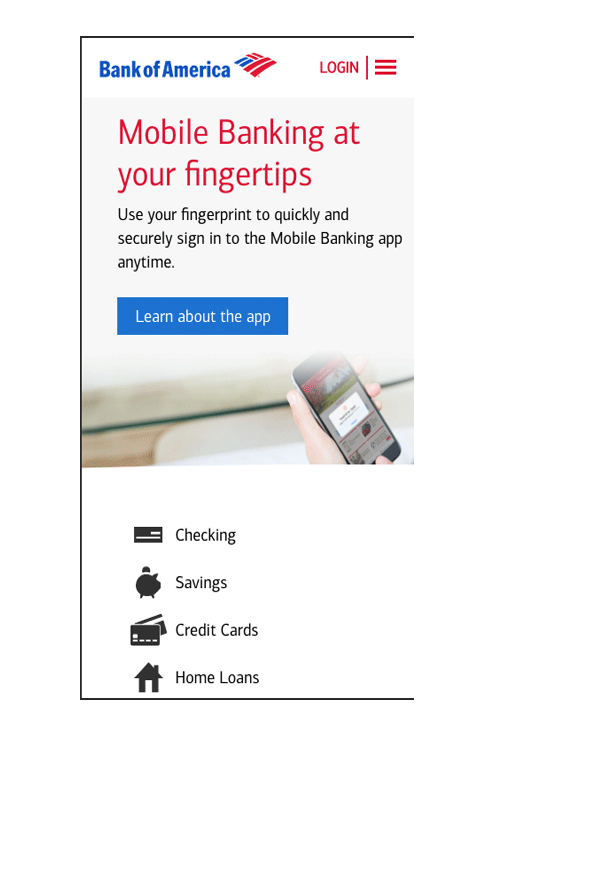 Bank of America
LOGIN
Mobile Banking at
your fingertips
Use your fingerprint to quickly and
securely sign in to the Mobile Banking app
anytime.
Learn about the app
Checking
Savings
Credit Cards
Home Loans